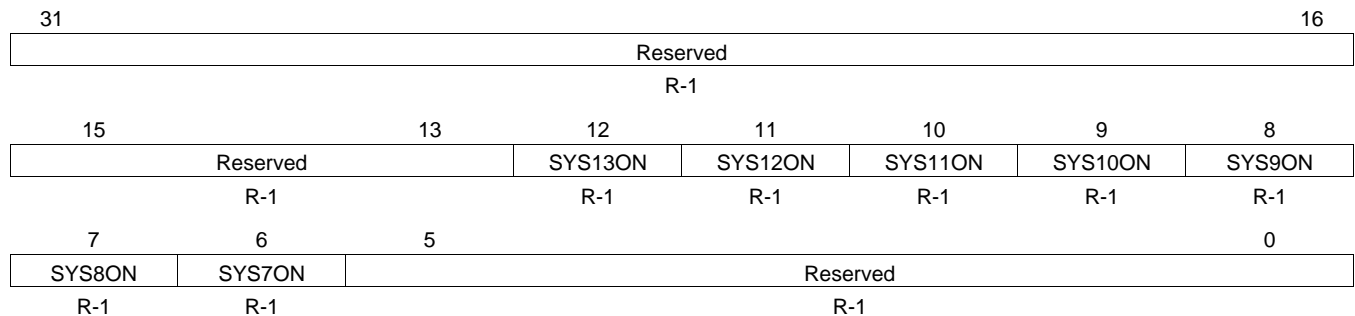 31 16
Reserved
R-1
15 13 12 11 10 9 8
Reserved SYS13ON SYS12ON SYS11ON SYS10ON SYS9ON
R-1 R-1 R-1 R-1 R-1 R-1
7 6 5 0
SYS8ON SYS7ON Reserved
R-1 R-1 R-1